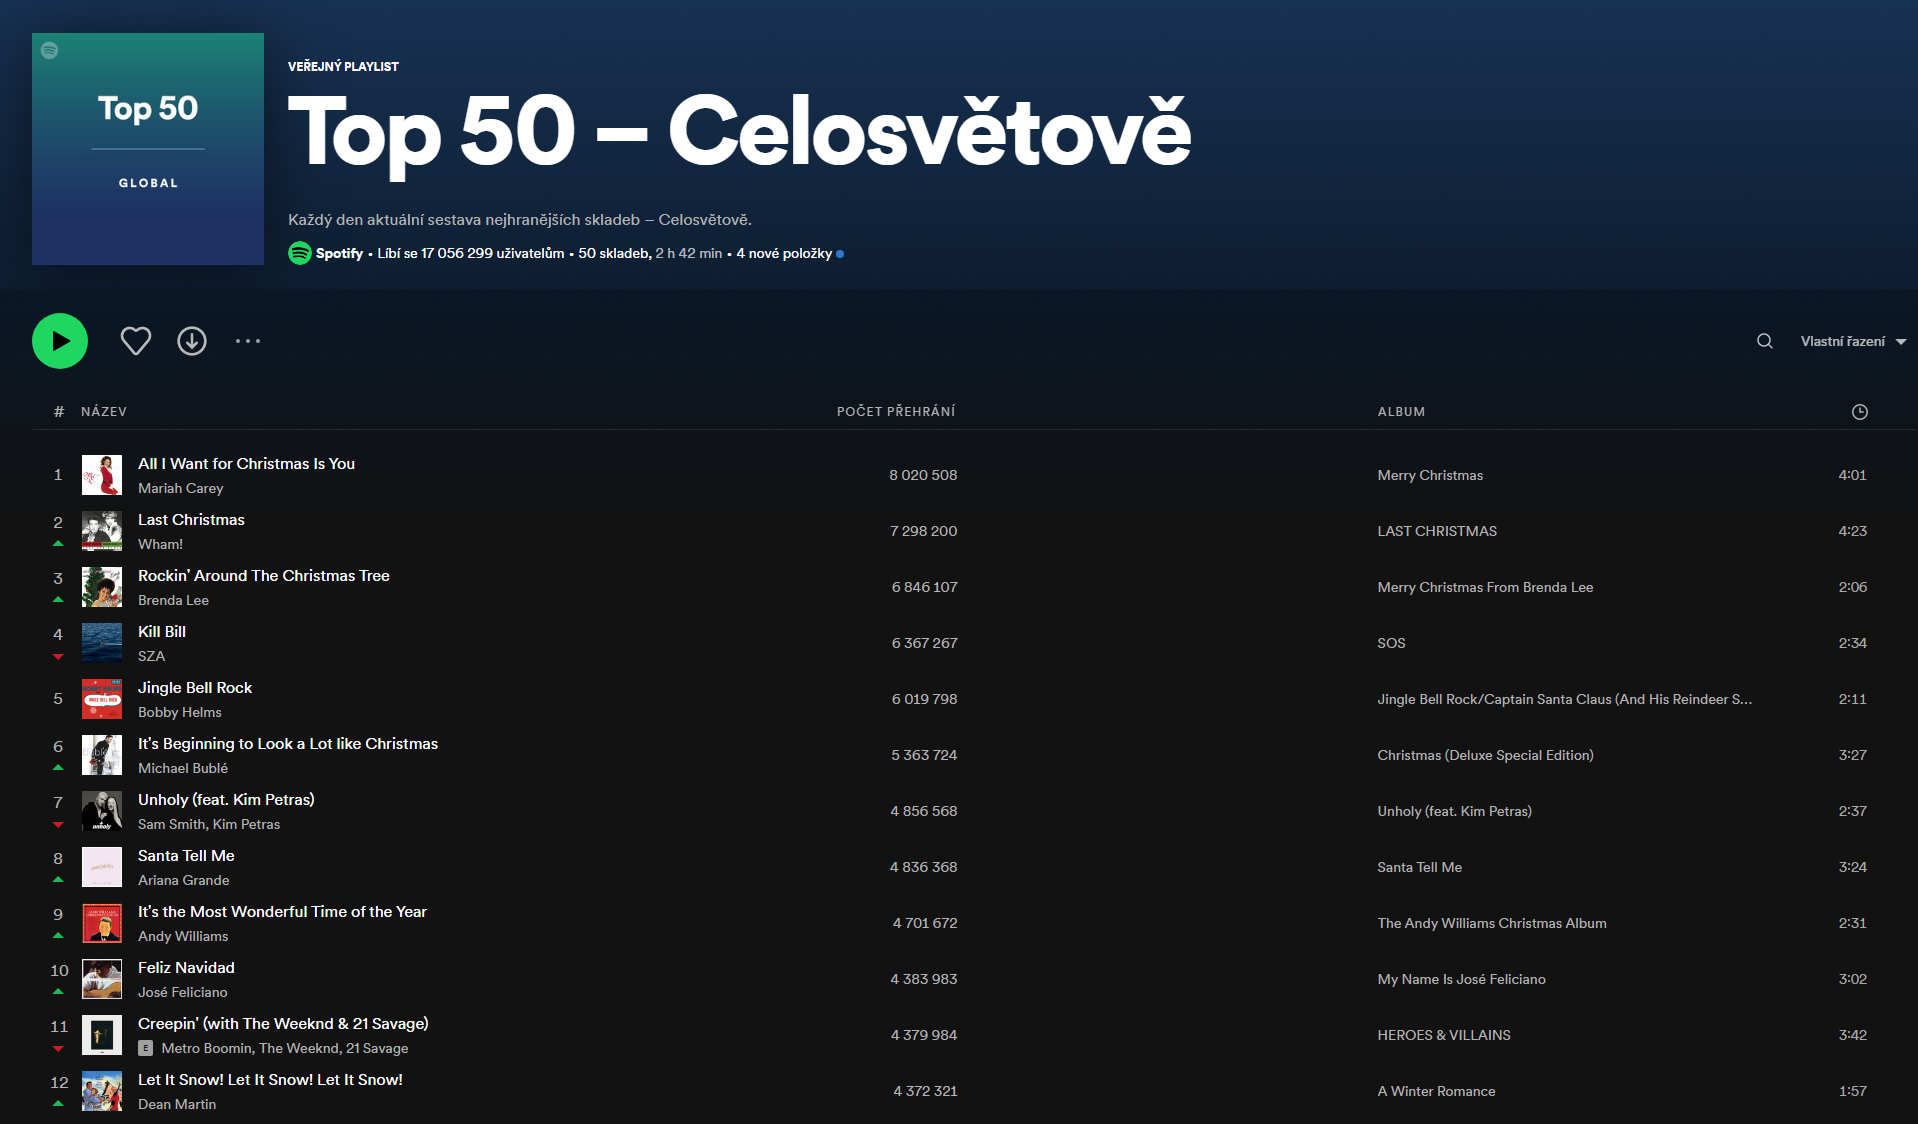 Top 50
GLOBAL
VEŘEJNÝ PLAYLIST
Top 50 – Celosvětově
Každý den aktuální sestava nejhranějších skladeb – Celosvětově.
Spotify • Líbí se 17 056 299 uživatelům • 50 skladeb, 2 h 42 min • 4 nové položky
Vlastní řazení
# NÁZEV POČET PŘEHRÁNÍ ALBUM
1 All I Want for Christmas Is You 8 020 508 Merry Christmas 4:01
Mariah Carey
2 Last Christmas 7 298 200 LAST CHRISTMAS 4:23
Wham!
3 Rockin' Around The Christmas Tree 6 846 107 Merry Christmas From Brenda Lee 2:06
Brenda Lee
4 Kill Bill 6 367 267 SOS 2:34
SZA
5 Jingle Bell Rock 6 019 798 Jingle Bell Rock/Captain Santa Claus (And His Reindeer S... 2:11
Bobby Helms
6 It's Beginning to Look a Lot like Christmas 5 363 724 Christmas (Deluxe Special Edition) 3:27
Michael Bublé
7 Unholy (feat. Kim Petras) 4 856 568 Unholy (feat. Kim Petras) 2:37
unholy
Sam Smith, Kim Petras
8 Santa Tell Me 4 836 368 Santa Tell Me 3:24
Ariana Grande
9 It's the Most Wonderful Time of the Year 4 701 672 The Andy Williams Christmas Album 2:31
Andy Williams
10 Feliz Navidad 4 383 983 My Name Is José Feliciano 3:02
José Feliciano
11 Creepin' (with The Weeknd & 21 Savage) 4 379 984 HEROES & VILLAINS 3:42
E Metro Boomin, The Weeknd, 21 Savage
12 Let It Snow! Let It Snow! Let It Snow! 4 372 321 A Winter Romance 1:57
Dean Martin